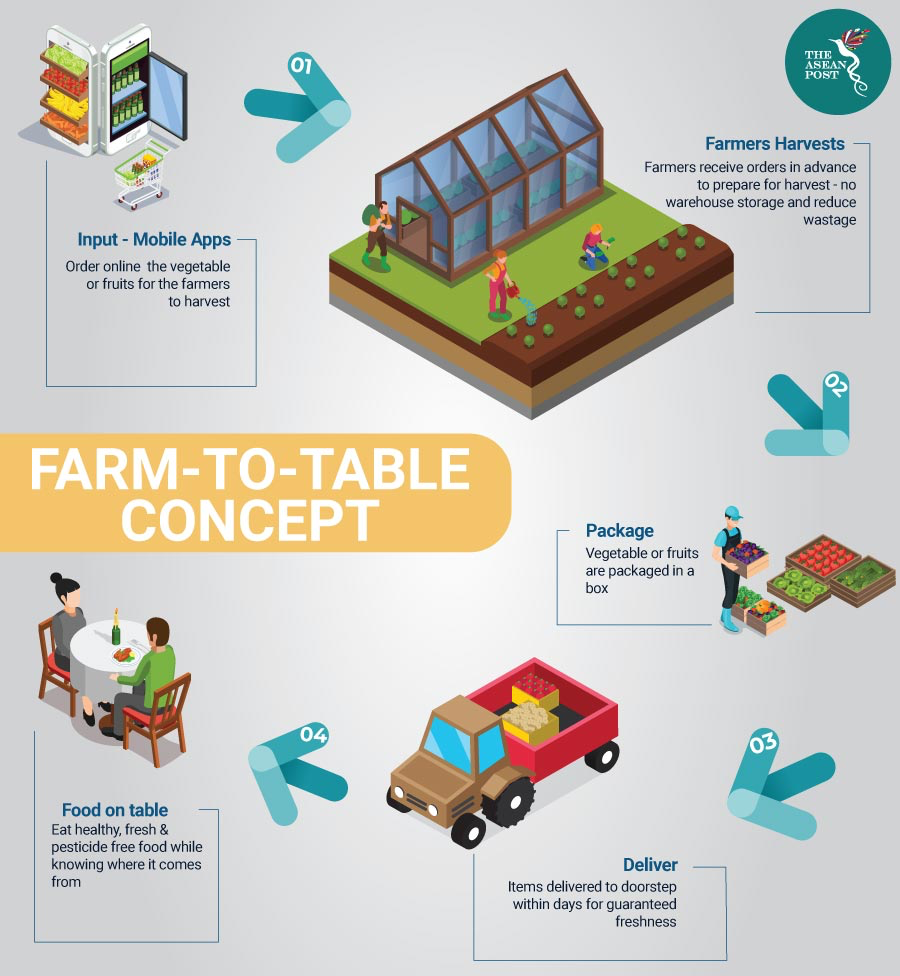 THE
ASEAN
POST
01
Input - Mobile Apps
Order online the vegetable
or fruits for the farmers
to harvest
Farmers Harvests
Farmers receive orders in advance
to prepare for harvest - no
warehouse storage and reduce
wastage
02
FARM-TO-TABLE
CONCEPT
Package
Vegetable or fruits
are packaged in a
box
03
Deliver
Items delivered to doorstep
within days for guaranteed
freshness
04
Food on table
Eat healthy, fresh &
pesticide free food while
knowing where it comes
from